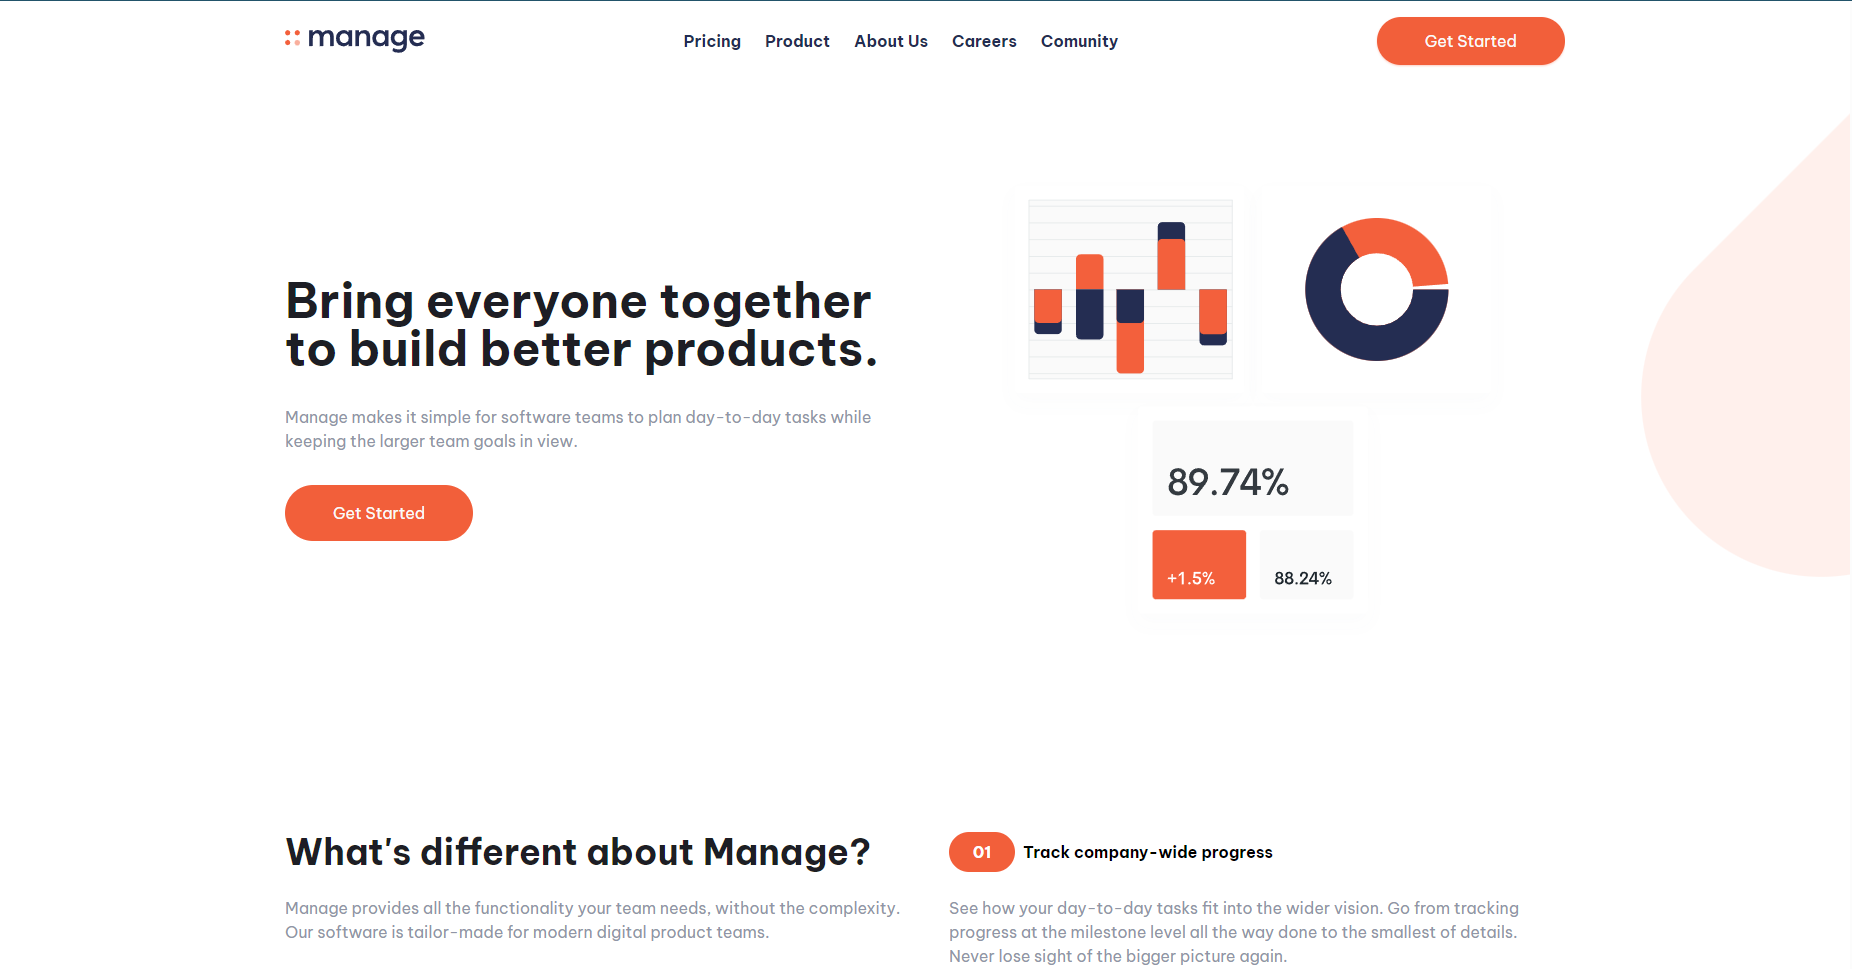 manage
Pricing Product About Us Careers Comunity
Get Started
Bring everyone together
to build better products.
Manage makes it simple for software teams to plan day-to-day tasks while
keeping the larger team goals in view.
Get Started
89.74%
+1.5%
88.24%
What's different about Manage?
Manage provides all the functionality your team needs, without the complexity.
Our software is tailor-made for modern digital product teams.
01 Track company-wide progress
See how your day-to-day tasks fit into the wider vision. Go from tracking
progress at the milestone level all the way done to the smallest of details.
Never lose sight of the bigger picture again.